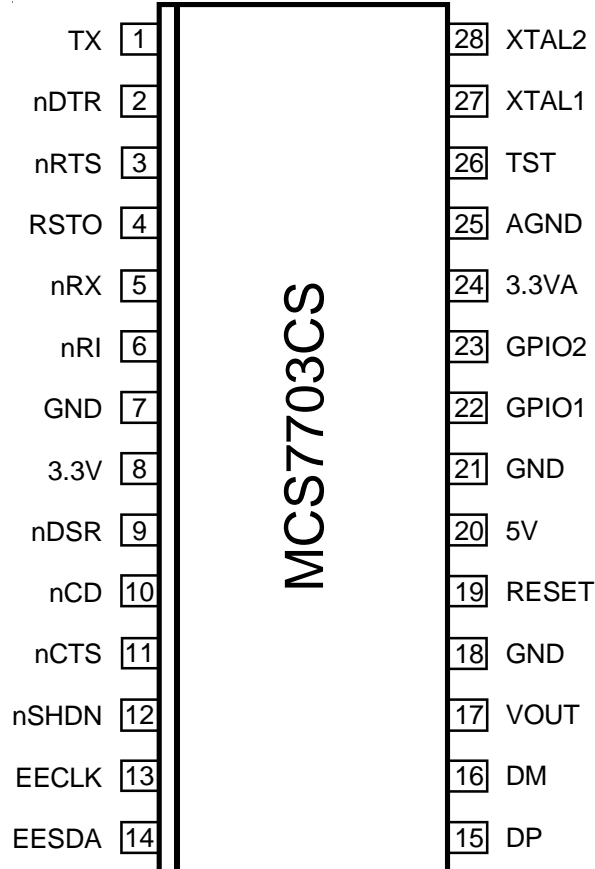 TX 1 28 XTAL2
nDTR 2 27 XTAL1
nRTS 3 26 TST
RSTO 4 25 AGND
nRX 5 24 3.3VA
nRI 6 23 GPIO2
GND 7 22 GPIO1
3.3V 8 21 GND
nDSR 9 20 5V
nCD 10 19 RESET
nCTS 11 18 GND
nSHDN 12 17 VOUT
EECLK 13 16 DM
EESDA 14 15 DP
MCS7703CS